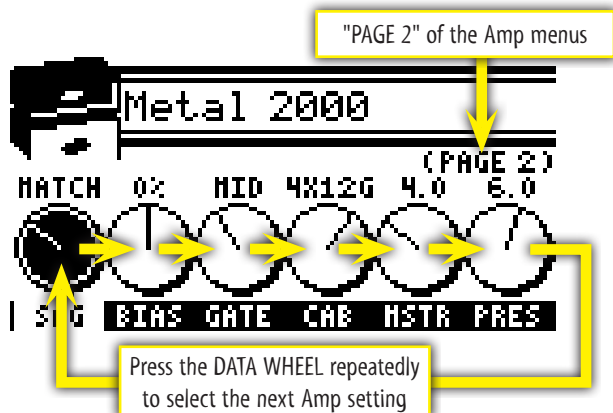 "PAGE 2" of the Amp menus
Metal 2000
(PAGE 2)
MATCH 0% MID 4X12G 4.0 6.0
BIAS GATE CAB MSTR PRES
Press the DATA WHEEL repeatedly
to select the next Amp setting